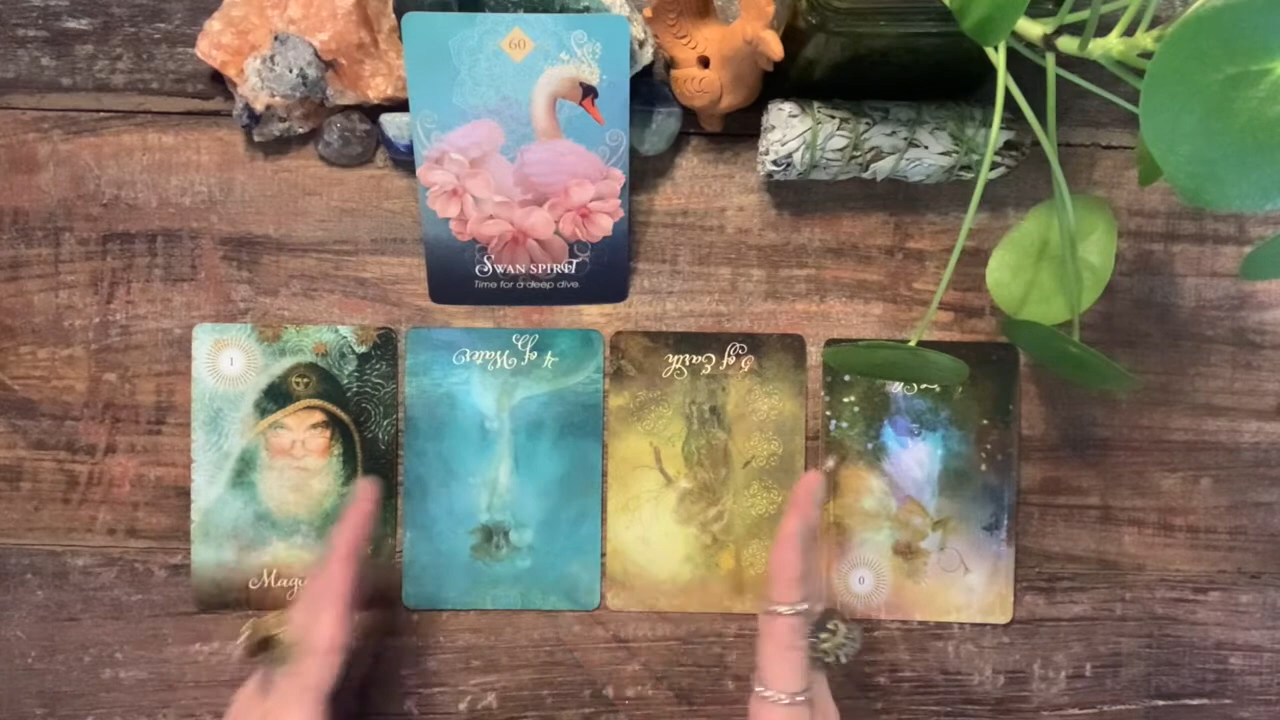 60
SWAN SPIRIT
Time for a deep dive.
1
4 of Water
5 of Earth
0